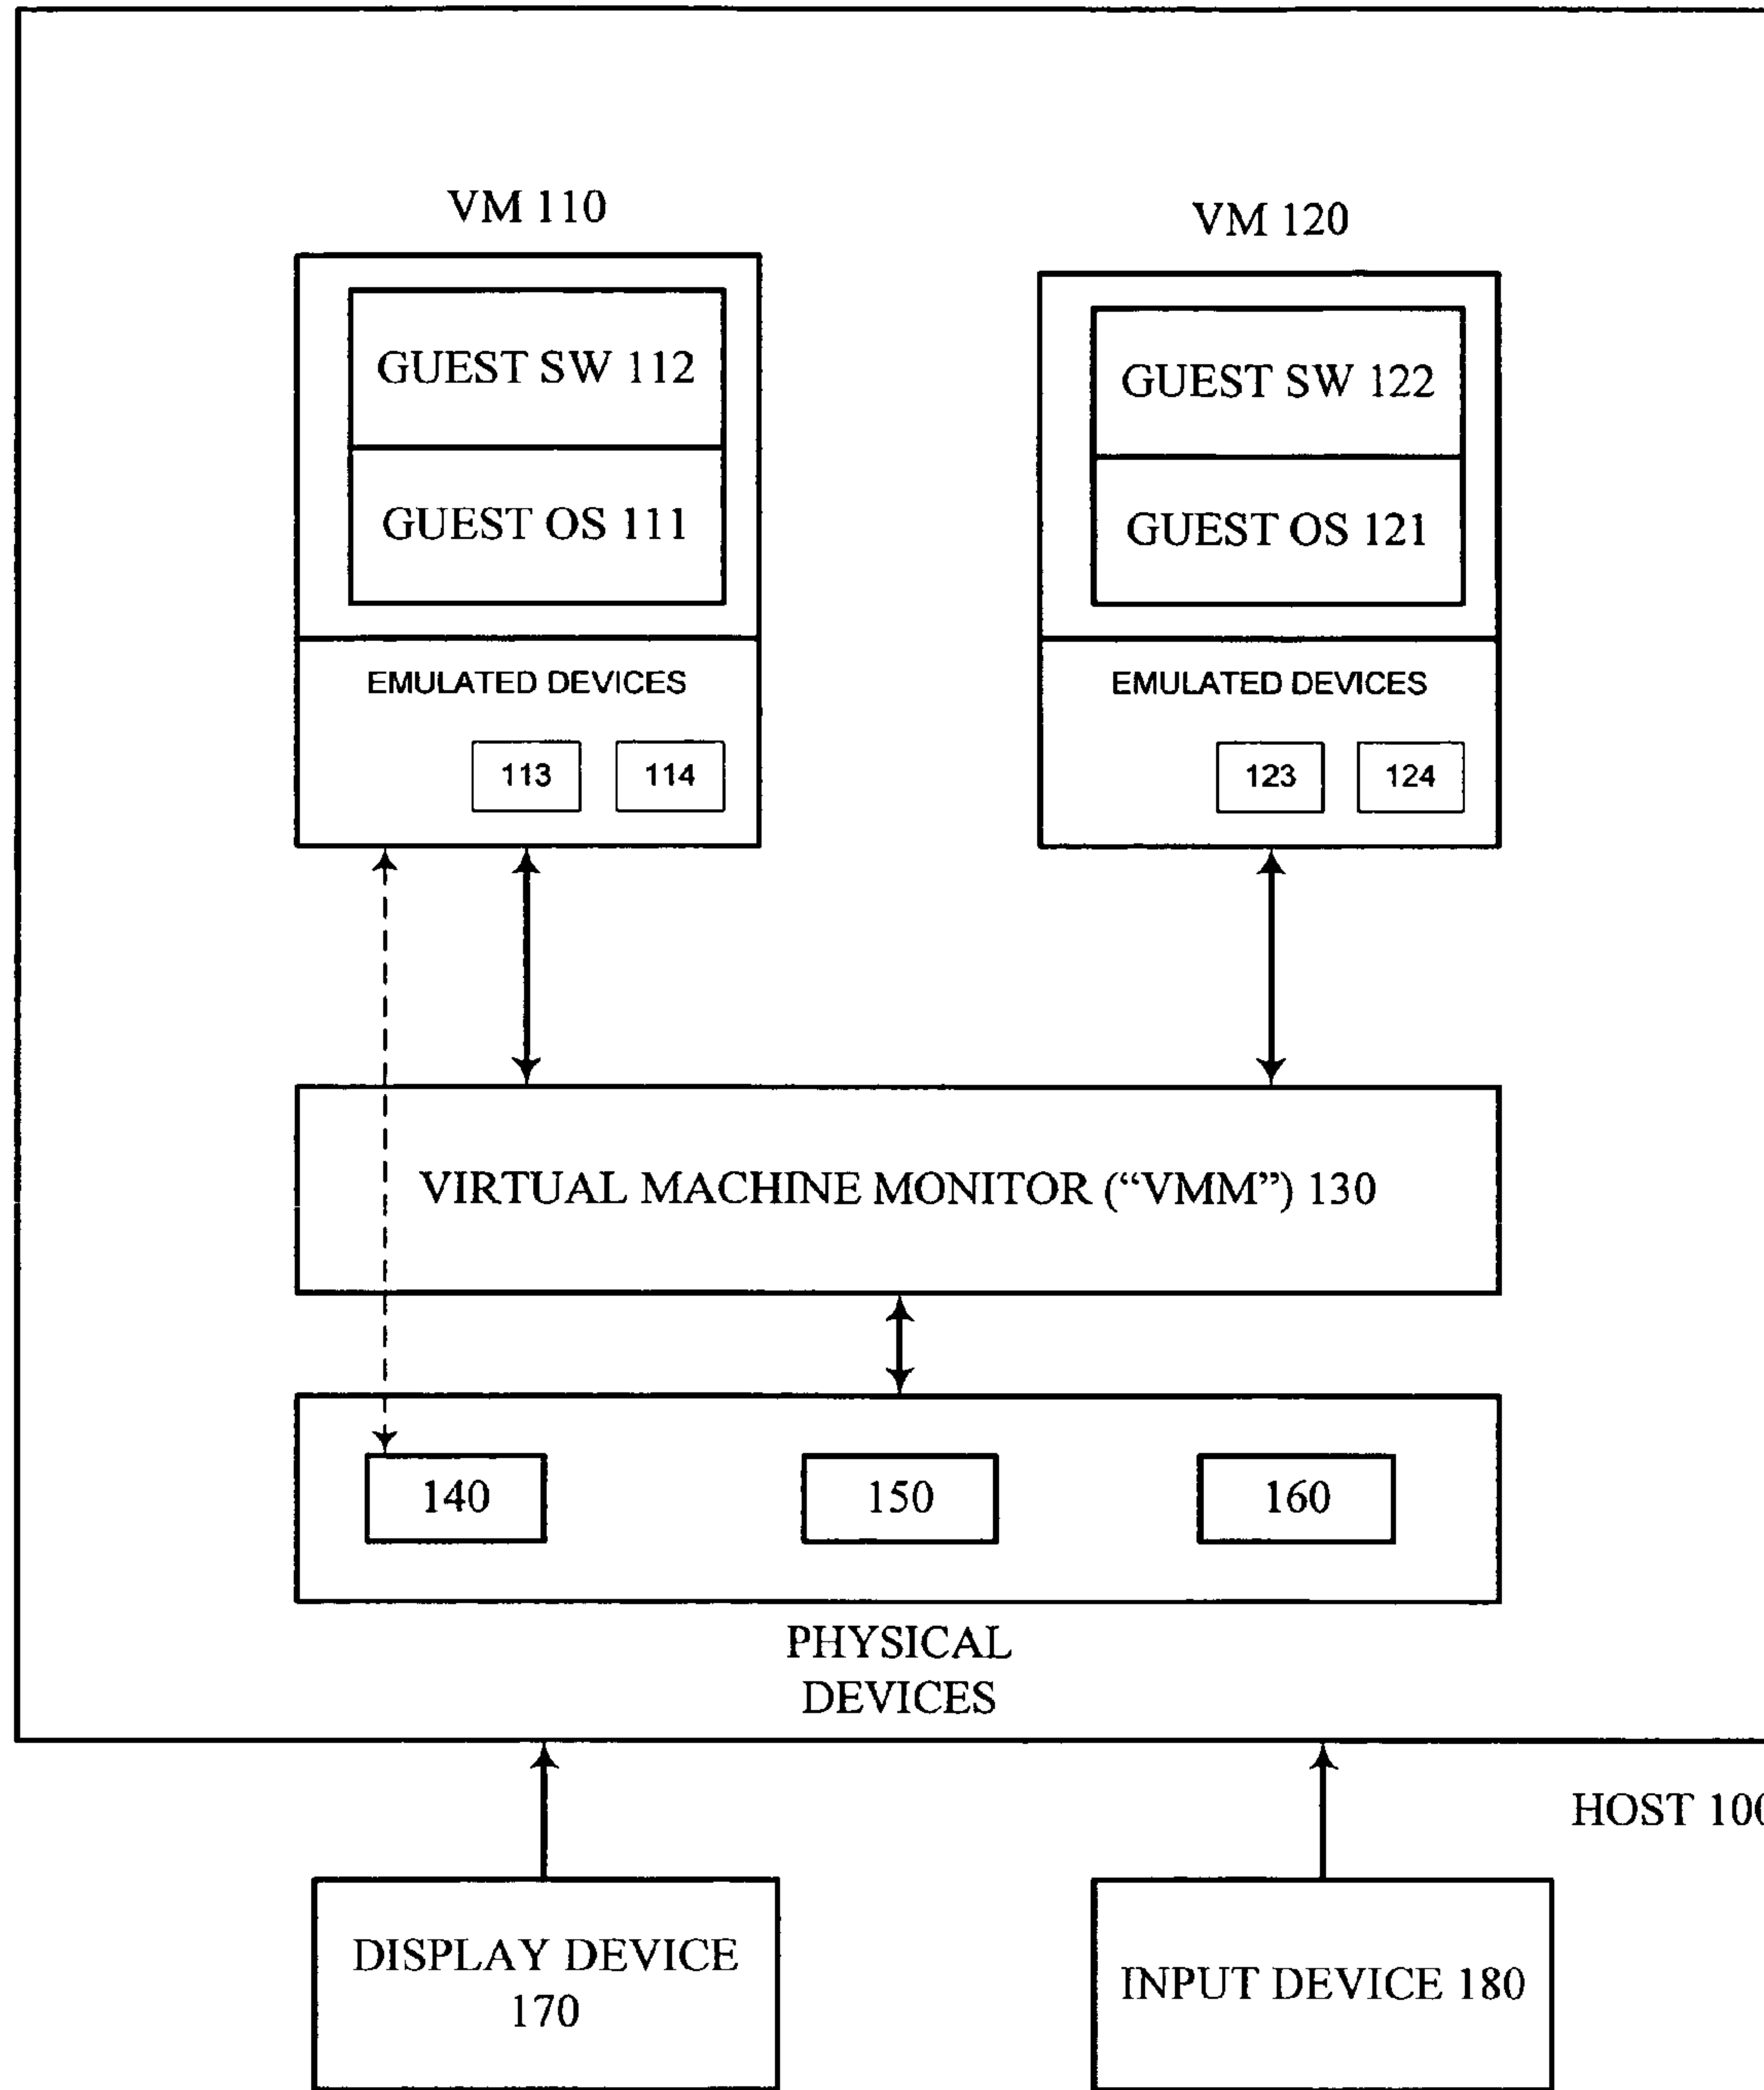 VM 110
VM 120
GUEST SW 112
GUEST OS 111
GUEST SW 122
GUEST OS 121
EMULATED DEVICES
113
114
EMULATED DEVICES
123
124
VIRTUAL MACHINE MONITOR (“VMM”) 130
140
150
160
PHYSICAL
DEVICES
HOST 100
DISPLAY DEVICE
170
INPUT DEVICE 180